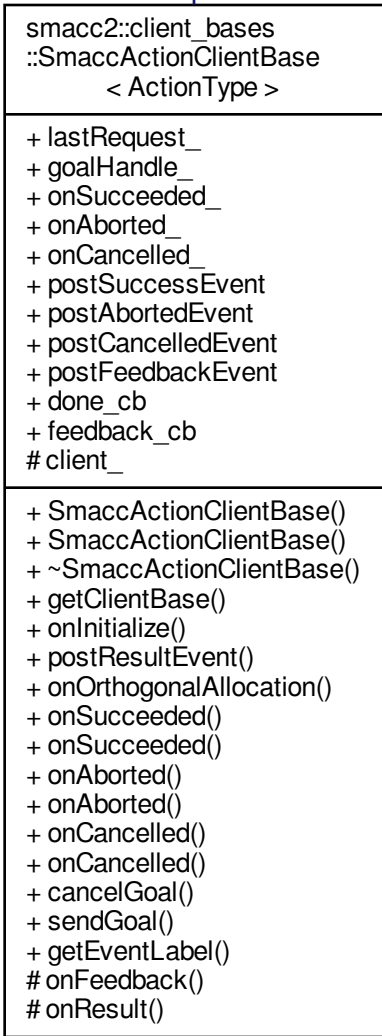 smacc2::client_bases
::SmaccActionClientBase
< ActionType >
+ lastRequest_
+ goalHandle_
+ onSucceeded_
+ onAborted_
+ onCancelled_
+ postSuccessEvent
+ postAbortedEvent
+ postCancelledEvent
+ postFeedbackEvent
+ done_cb
+ feedback_cb
# client_
+ SmaccActionClientBase()
+ SmaccActionClientBase()
+ ~SmaccActionClientBase()
+ getClientBase()
+ onInitialize()
+ postResultEvent()
+ onOrthogonalAllocation()
+ onSucceeded()
+ onSucceeded()
+ onAborted()
+ onAborted()
+ onCancelled()
+ onCancelled()
+ cancelGoal()
+ sendGoal()
+ getEventLabel()
# onFeedback()
# onResult()